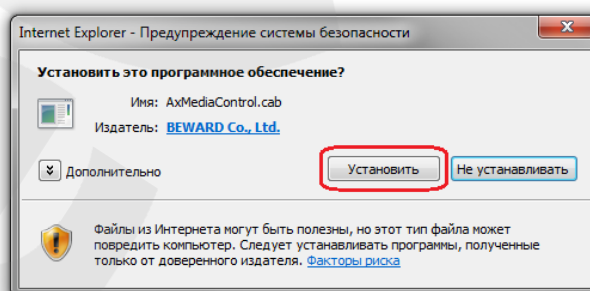 Internet Explorer - Предупреждение системы безопасности
Установить это программное обеспечение?
Имя: AxMediaControl.cab
Издатель: BEWARD Co., Ltd.
Дополнительно
Установить
Не устанавливать
Файлы из Интернета могут быть полезны, но этот тип файла может
повредить компьютер. Следует устанавливать программы, полученные
только от доверенного издателя. Факторы риска